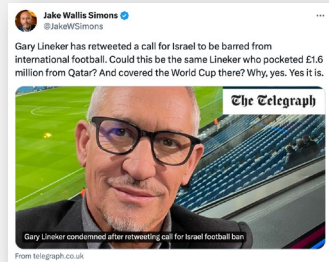 Jake Wallis Simons
@JakeWSimons
Gary Lineker has retweeted a call for Israel to be barred from
international football. Could this be the same Lineker who pocketed £1.6
million from Qatar? And covered the World Cup there? Why, yes. Yes it is.
The Telegraph
Gary Lineker condemned after retweeting call for Israel football ban
From telegraph.co.uk